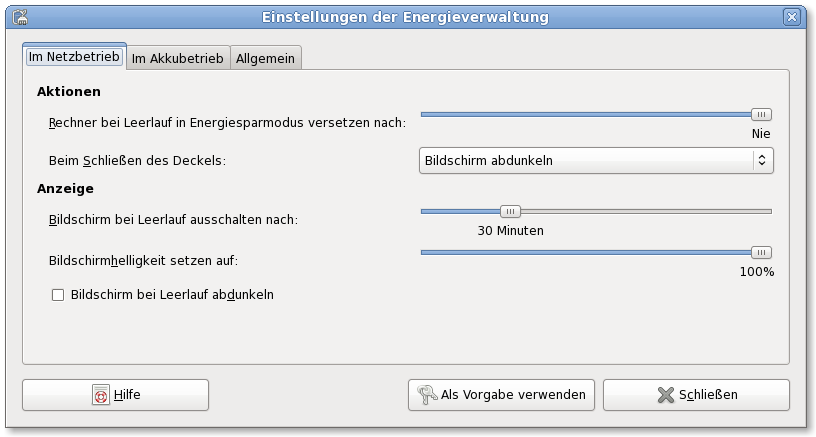 Einstellungen der Energieverwaltung
Im Netzbetrieb Im Akkubetrieb Allgemein
Aktionen
Rechner bei Leerlauf in Energiesparmodus versetzen nach:
Nie
Beim Schließen des Deckels: Bildschirm abdunkeln
Anzeige
Bildschirm bei Leerlauf ausschalten nach:
30 Minuten
Bildschirmhelligkeit setzen auf:
100%
Bildschirm bei Leerlauf abdunkeln
Hilfe Als Vorgabe verwenden Schließen